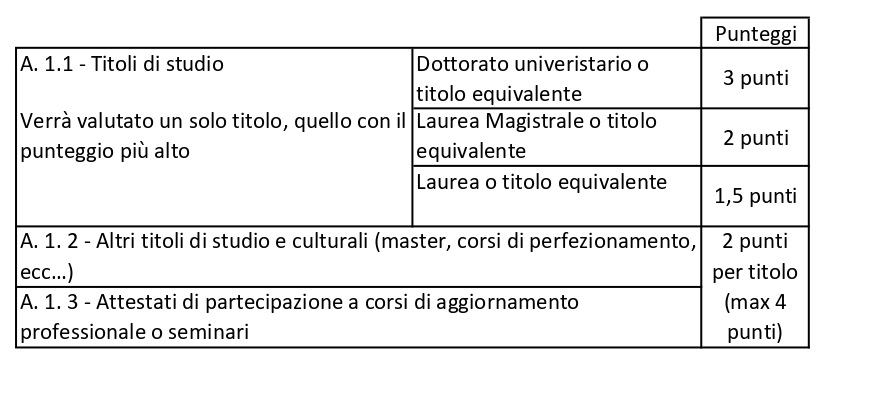 Punteggi
A. 1.1 - Titoli di studio
Verrà valutato un solo titolo, quello con il
punteggio più alto
Dottorato univeristario o
titolo equivalente
3 punti
Laurea Magistrale o titolo
equivalente
2 punti
Laurea o titolo equivalente
1,5 punti
A. 1. 2 - Altri titoli di studio e culturali (master, corsi di perfezionamento,
ecc...)
A. 1. 3 - Attestati di partecipazione a corsi di aggiornamento
professionale o seminari
2 punti
per titolo
(max 4
punti)